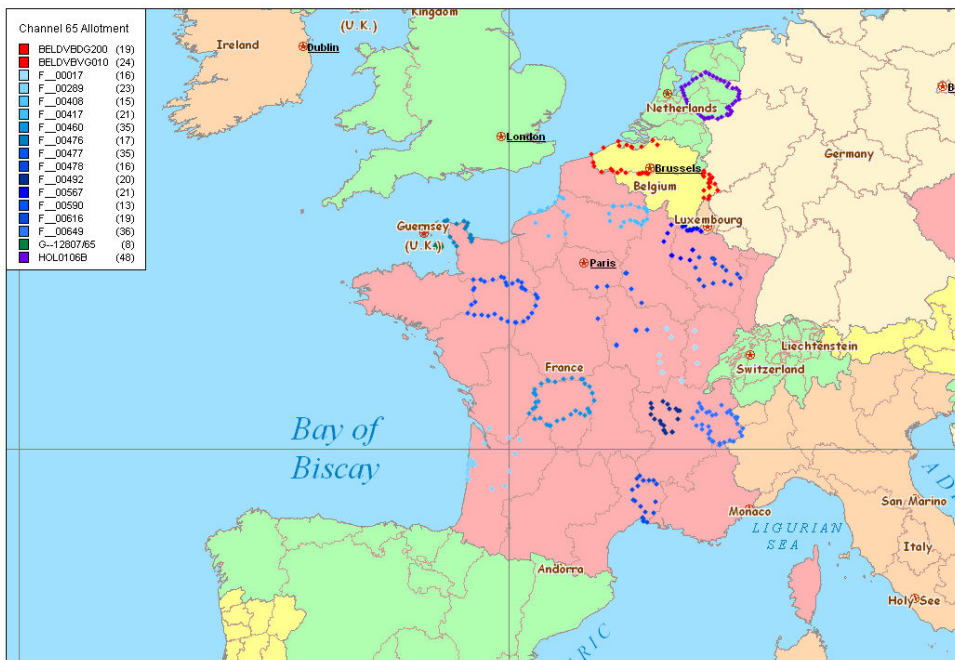 Channel 65 Allotment
BELDVBDG200 (19)
BELDVBIVG010 (24)
F__00017 (16)
F__00289 (23)
F__00408 (15)
F__00417 (21)
F__00460 (35)
F__00476 (17)
F__00477 (35)
F__00478 (16)
F__00492 (20)
F__00567 (21)
F__00590 (13)
F__00616 (19)
F__00649 (36)
G--12807/65 (8)
HOL0106B (48)
Kingdom
(U.K.)
Ireland
Dublin
Netherlands
London
Germany
Brussels
Belgium
Luxembourg
Guernsey
(U.K.)
Paris
Liechtenstein
Switzerland
France
Bay of
Biscay
San Marino
Monaco
LIGURIAN
SEA
Italy
Andorra
Holy See